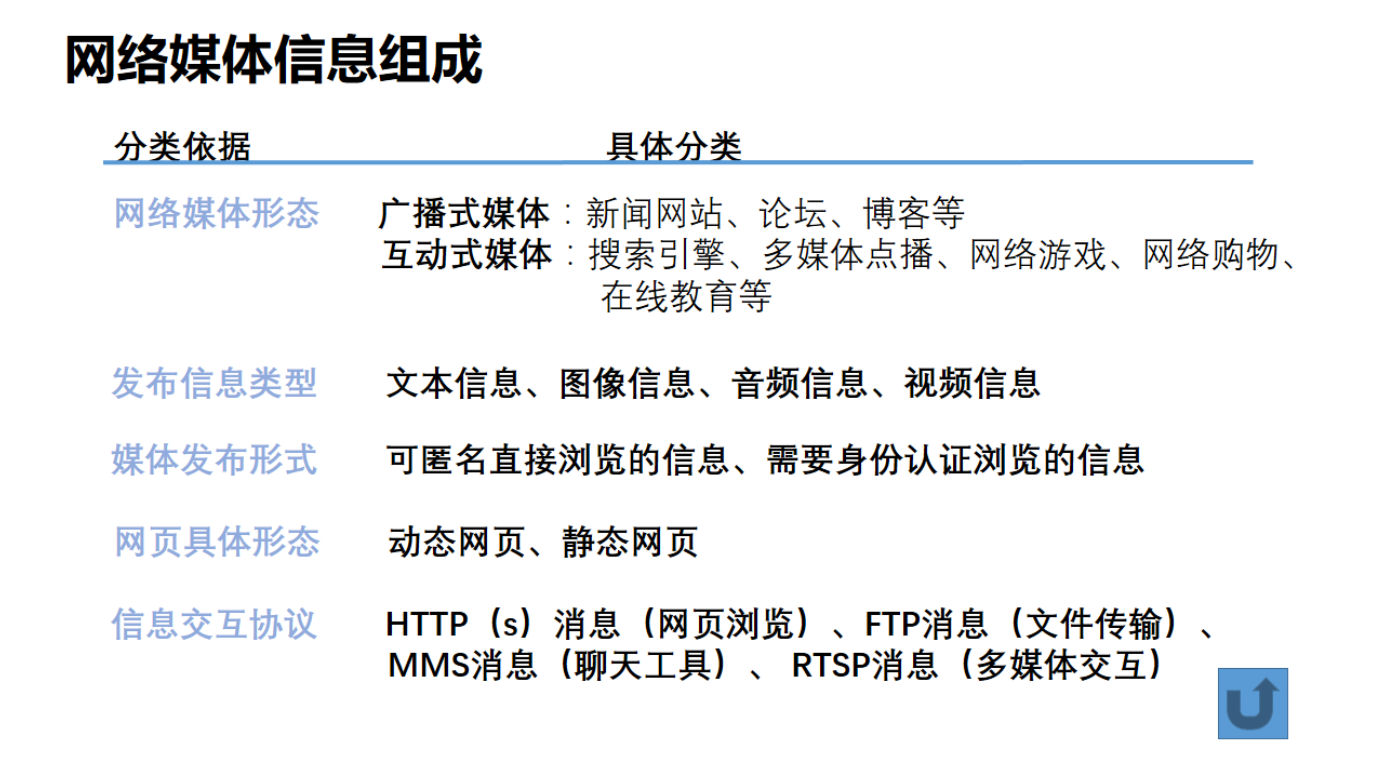 网络媒体信息组成
分类依据 具体分类
网络媒体形态 广播式媒体：新闻网站、论坛、博客等
互动式媒体：搜索引擎、多媒体点播、网络游戏、网络购物、
在线教育等
发布信息类型 文本信息、图像信息、音频信息、视频信息
媒体发布形式 可匿名直接浏览的信息、需要身份认证浏览的信息
网页具体形态 动态网页、静态网页
信息交互协议 HTTP（s）消息（网页浏览）、FTP消息（文件传输）、
MMS消息（聊天工具）、 RTSP消息（多媒体交互）